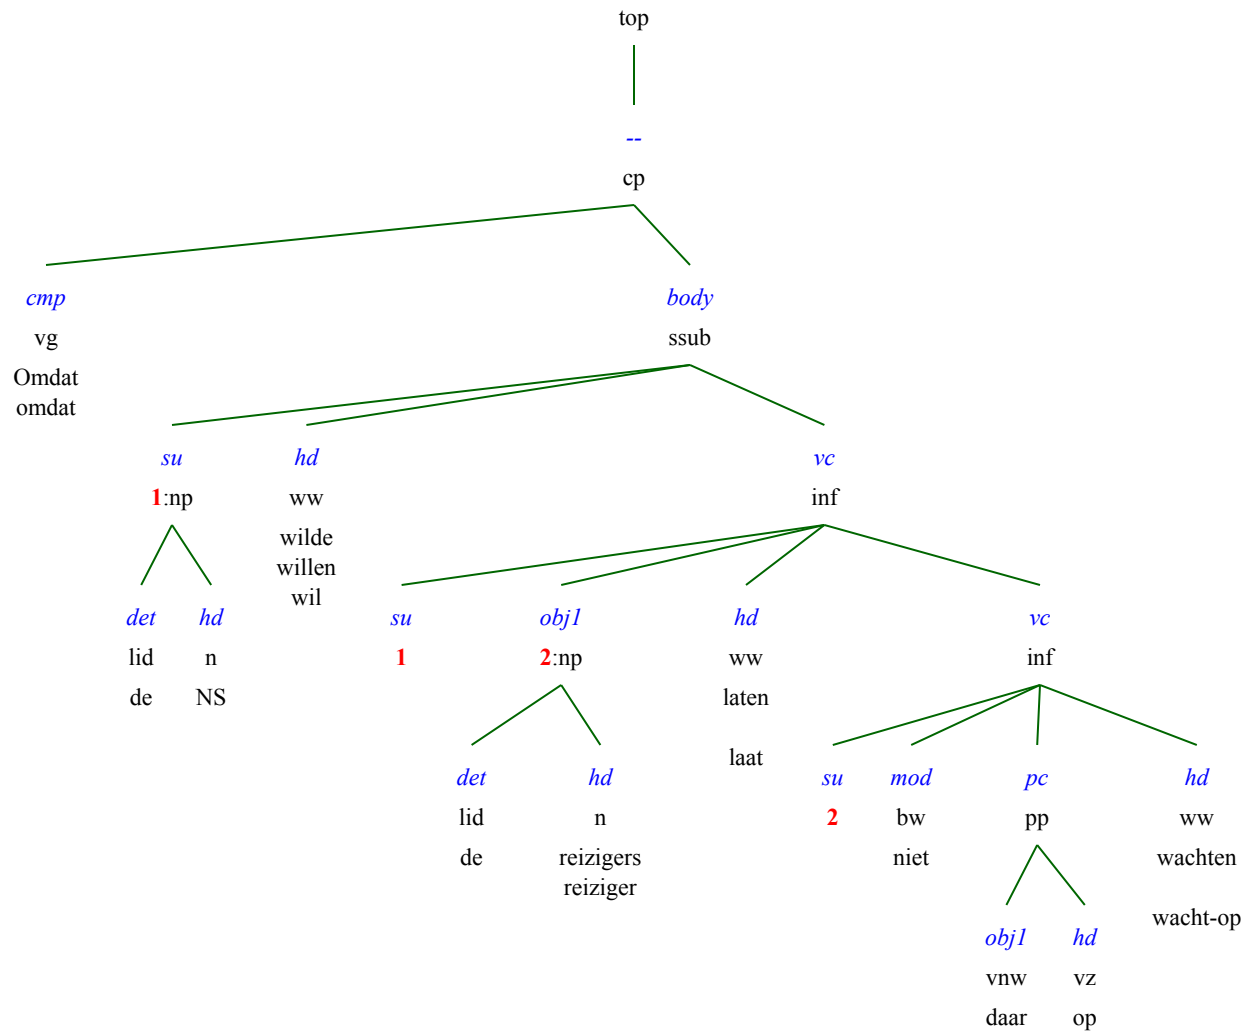 top
--
cp
cmp body
vg ssub
Omdat
omdat
su hd vc
1:np ww inf
wilde
willen
wil
det hd su obj1 hd vc
lid n 1 2:np ww inf
de NS laten
laat
det hd su mod pc hd
lid n 2 bw pp ww
de reizigers niet wachten
reiziger
wacht-op
obj1 hd
vnw vz
daar op